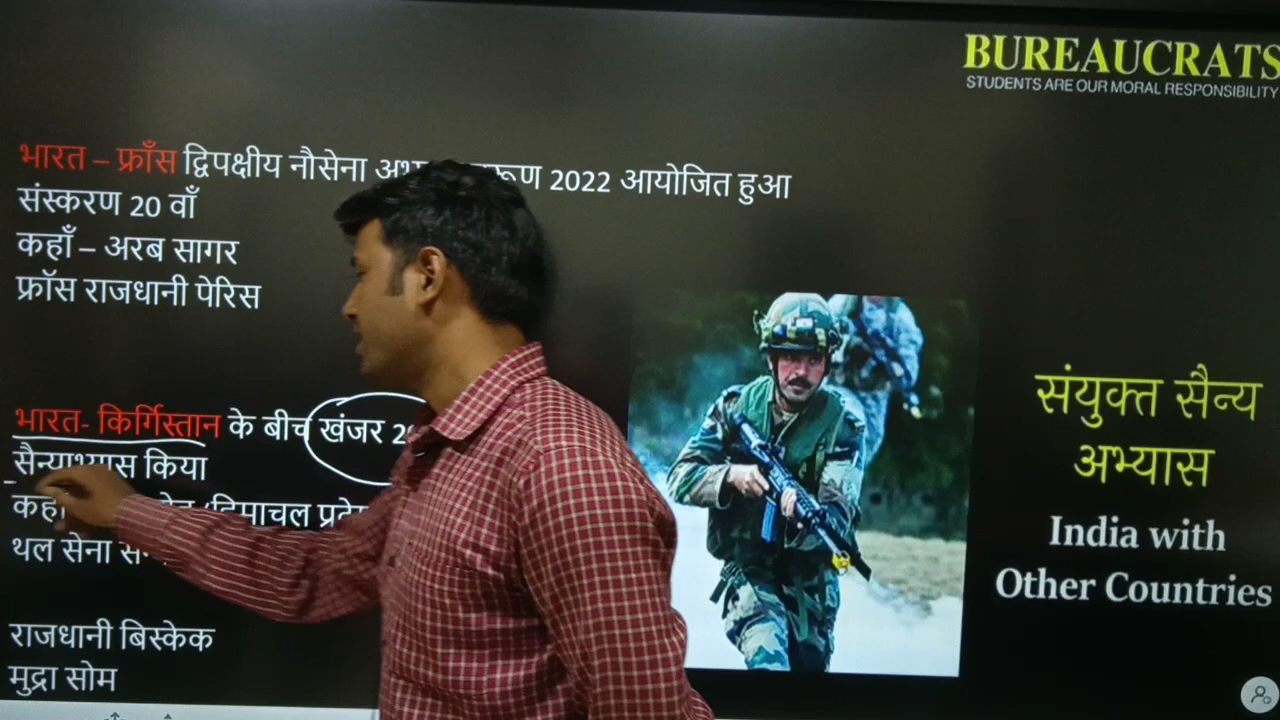 BUREAUCRATS
STUDENTS ARE OUR MORAL RESPONSIBILITY
भारत – फ्राँस द्विपक्षीय नौसेना 2022 आयोजित हुआ
संस्करण 20 वाँ
कहाँ – अरब सागर
फ्रॉस राजधानी पेरिस
भारत- किर्गिस्तान के बीच खंजर
सैन्याभ्यास किया
थल सेना
राजधानी बिस्केक
मुद्रा सोम
संयुक्त सैन्य
अभ्यास
India with
Other Countries